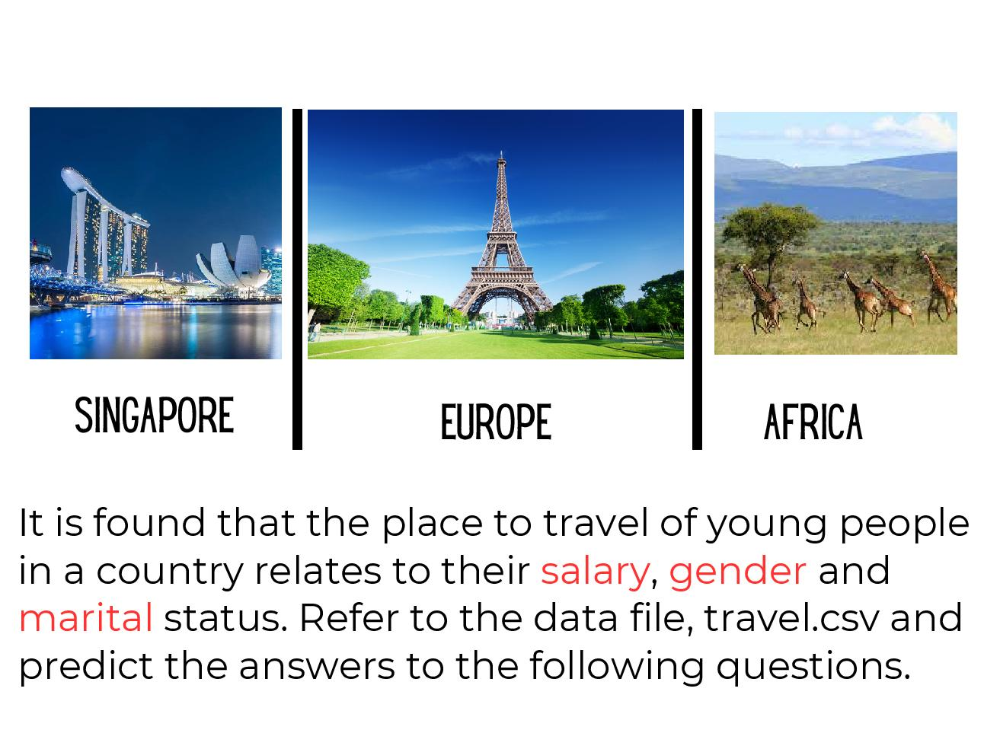 SINGAPORE
EUROPE
AFRICA
It is found that the place to travel of young people
in a country relates to their salary, gender and
marital status. Refer to the data file, travel.csv and
predict the answers to the following questions.